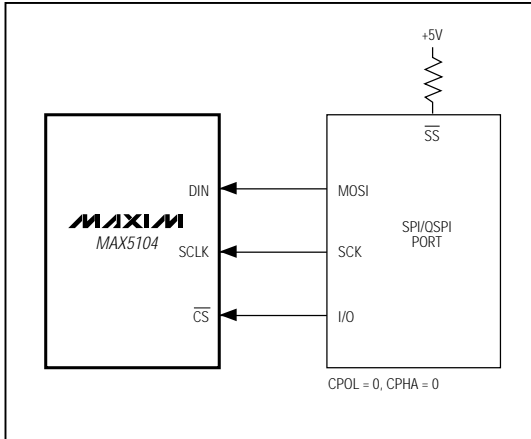 +5V
SS
DIN
MOSI
MAXIM
MAX5104
SPI/QSPI
PORT
SCLK
SCK
CS
I/O
CPOL = 0, CPHA = 0